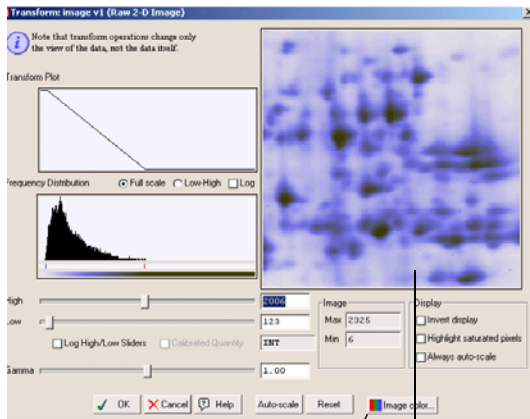 Transform: image v1 (Raw 2-D Image)
Note that transform operations change only
the view of the data, not the data itself.
Transform Plot
Frequency Distribution
Full scale
Low-High
Log
High
2006
Low
123
Log High/Low Sliders
Calibrated Quantity
INT
Gamma
1.00
Image
Max 2325
Min 6
Display
Invert display
Highlight saturated pixels
Always auto-scale
OK
Cancel
Help
Auto-scale
Reset
Image color...